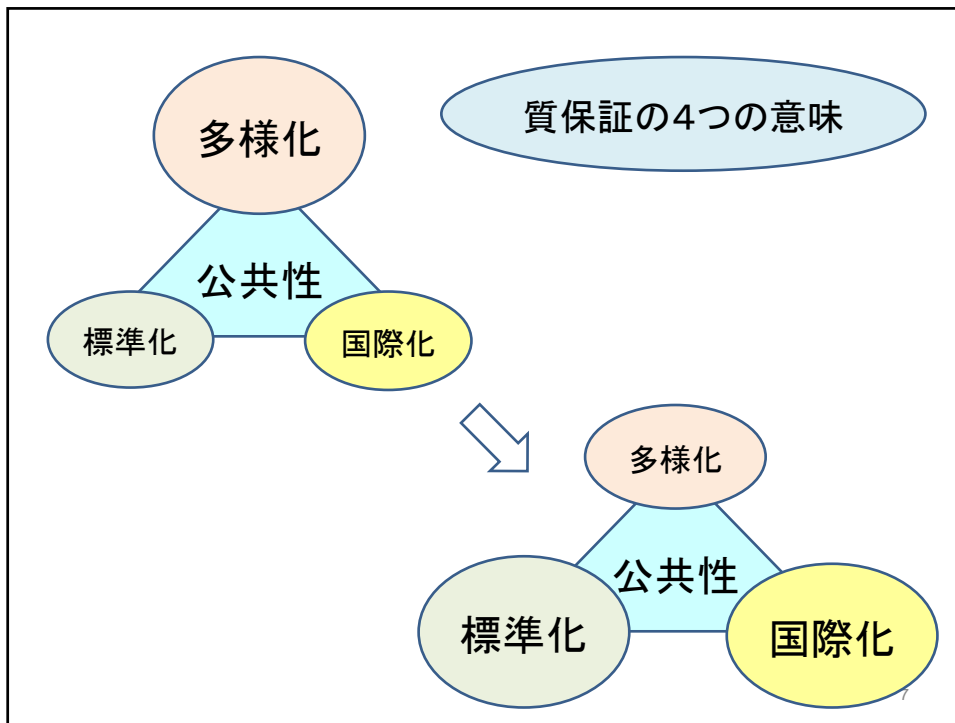 質保証の4つの意味
多様化
公共性
標準化
国際化
多様化
公共性
標準化
国際化
7